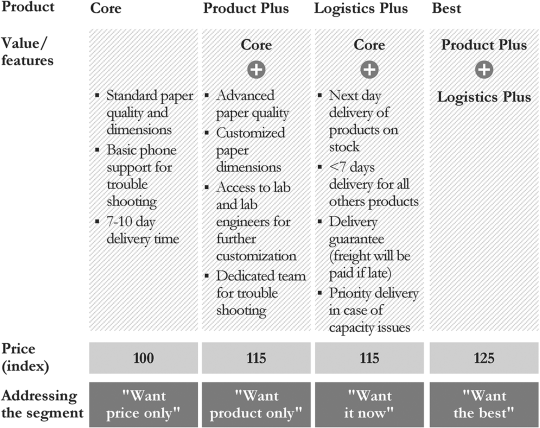 Product Core Product Plus Logistics Plus Best
Value/
features
Standard paper
quality and
dimensions
Basic phone
support for
trouble
shooting
7-10 day
delivery time
Core
+
Advanced
paper quality
Customized
paper
dimensions
Access to lab
and lab
engineers for
further
customization
Dedicated team
for trouble
shooting
Core
+
Next day
delivery of
products on
stock
<7 days
delivery for all
others products
Delivery
guarantee
(freight will be
paid if late)
Priority delivery
in case of
capacity issues
Product Plus
+
Logistics Plus
Price
(index)
100 115 115 125
Addressing
the segment
"Want
price only"
"Want
product only"
"Want
it now"
"Want
the best"